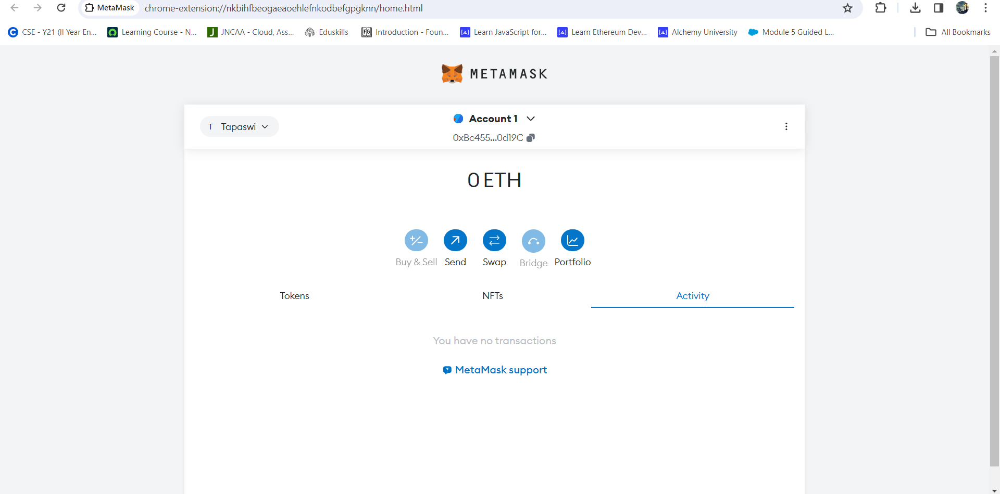 MetaMask chrome-extension://nkbihfbeogaeaoehlefnkodbefgpgknn/home.html
CSE - Y21 (II Year En... Learning Course - N... JNCAA - Cloud, Ass... Eduskills Introduction - Foun... Learn JavaScript for... Learn Ethereum Dev... Alchemy University Module 5 Guided L... All Bookmarks
METAMASK
T Tapaswi
Account 1
0xBc455...0d19C
0 ETH
Buy & Sell Send Swap Bridge Portfolio
Tokens NFTs Activity
You have no transactions
MetaMask support